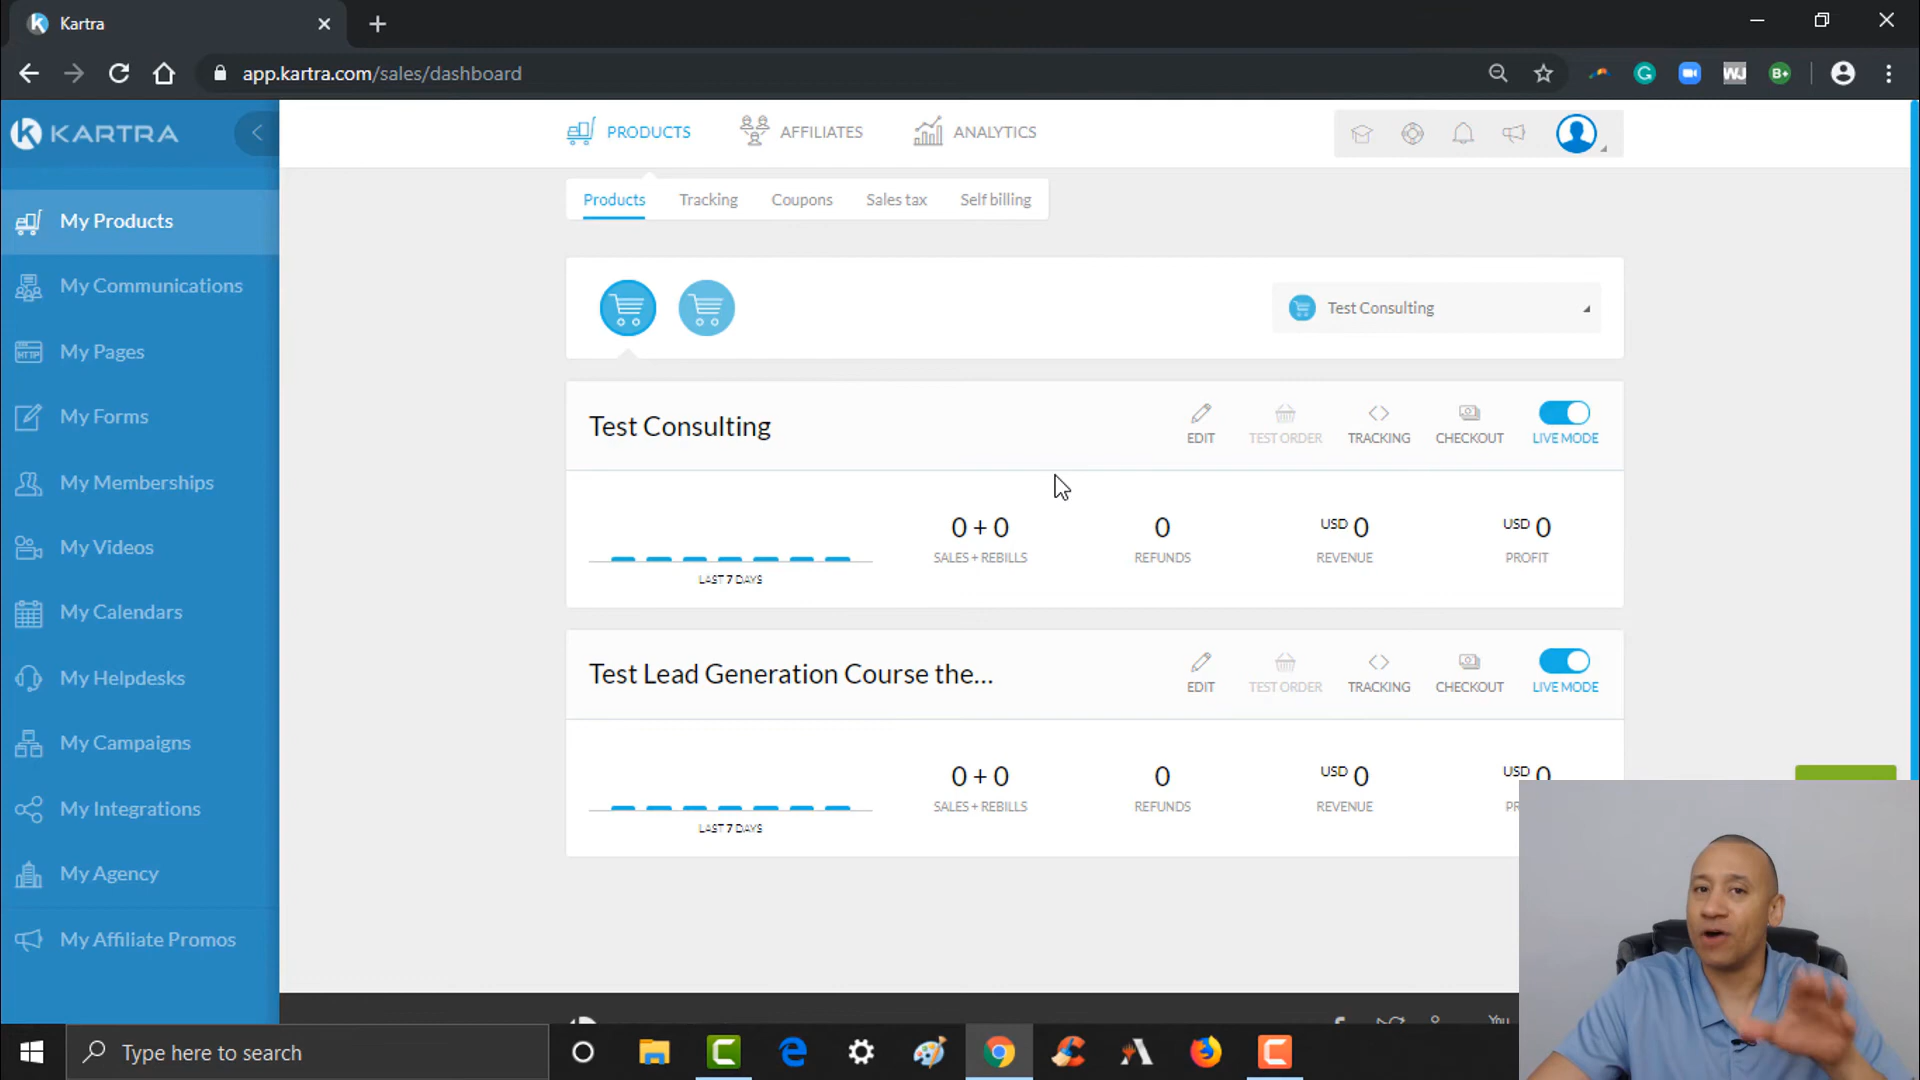 Kartra
app.kartra.com/sales/dashboard
KARTRA
PRODUCTS
AFFILIATES
ANALYTICS
Products
Tracking
Coupons
Sales tax
Self billing
My Products
My Communications
My Pages
HTTP
My Forms
My Memberships
My Videos
My Calendars
My Helpdesks
My Campaigns
My Integrations
My Agency
My Affiliate Promos
Test Consulting
Test Consulting
EDIT
TEST ORDER
TRACKING
CHECKOUT
LIVE MODE
LAST 7 DAYS
0 + 0
SALES + REBILLS
0
REFUNDS
USD 0
REVENUE
USD 0
PROFIT
Test Lead Generation Course the...
EDIT
TEST ORDER
TRACKING
CHECKOUT
LIVE MODE
LAST 7 DAYS
0 + 0
SALES + REBILLS
0
REFUNDS
USD 0
REVENUE
USD 0
PR
You
Type here to search